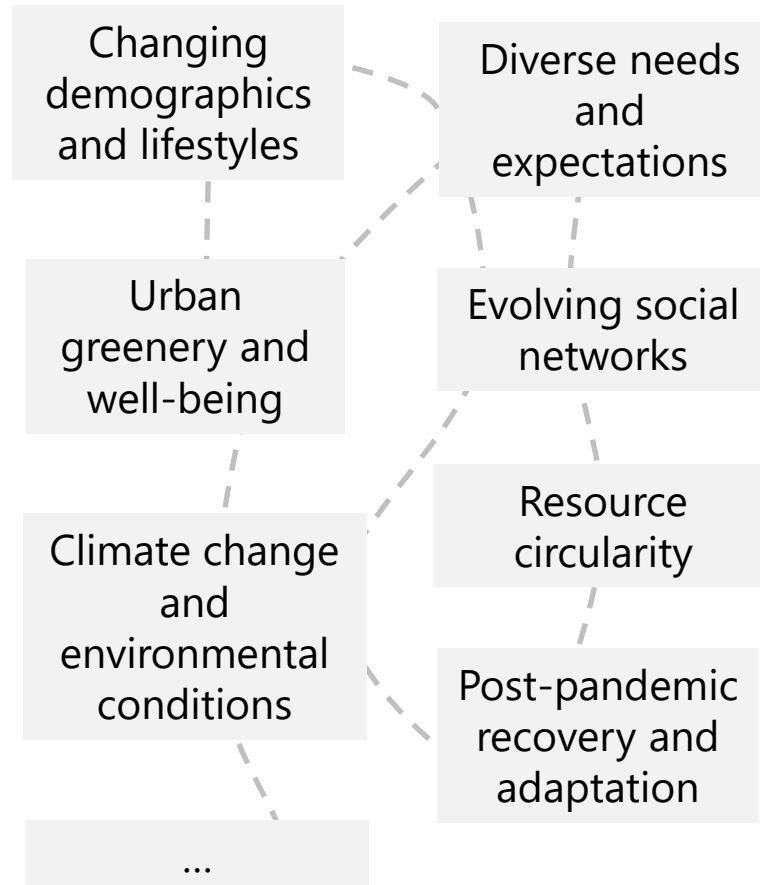 Changing
demographics
and lifestyles
Diverse needs
and
expectations
Urban
greenery and
well-being
Evolving social
networks
Climate change
and
environmental
conditions
Resource
circularity
Post-pandemic
recovery and
adaptation
...